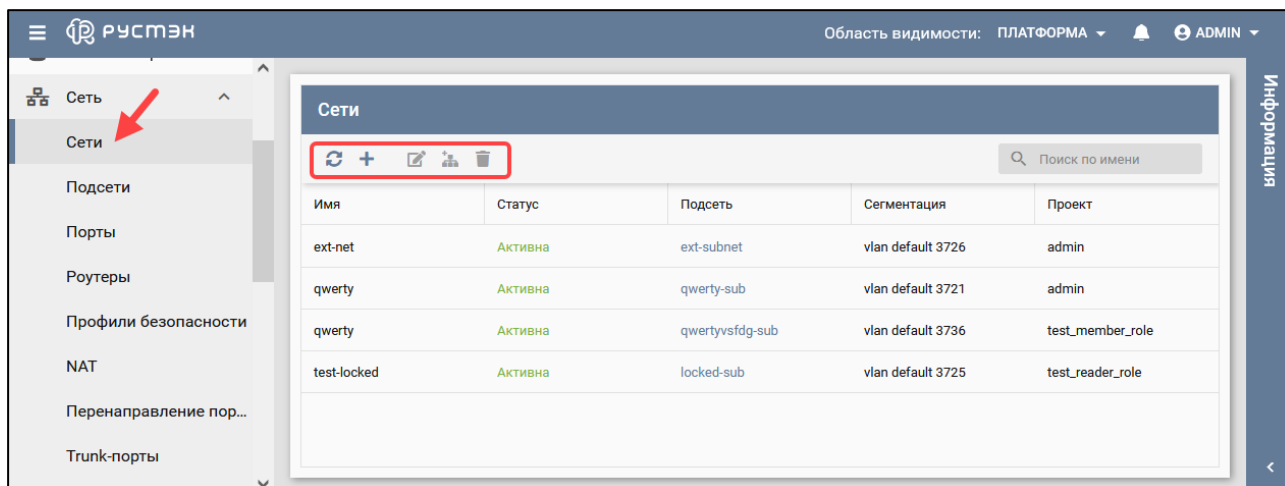 РУСТЭК
Область видимости: ПЛАТФОРМА
ADMIN
Сеть
Сети
Подсети
Порты
Роутеры
Профили безопасности
NAT
Перенаправление пор...
Trunk-порты
Сети
Поиск по имени
Имя Статус Подсеть Сегментация Проект
ext-net Активна ext-subnet vlan default 3726 admin
qwerty Активна qwerty-sub vlan default 3721 admin
qwerty Активна qwertyvsfdg-sub vlan default 3736 test_member_role
test-locked Активна locked-sub vlan default 3725 test_reader_role
Информация